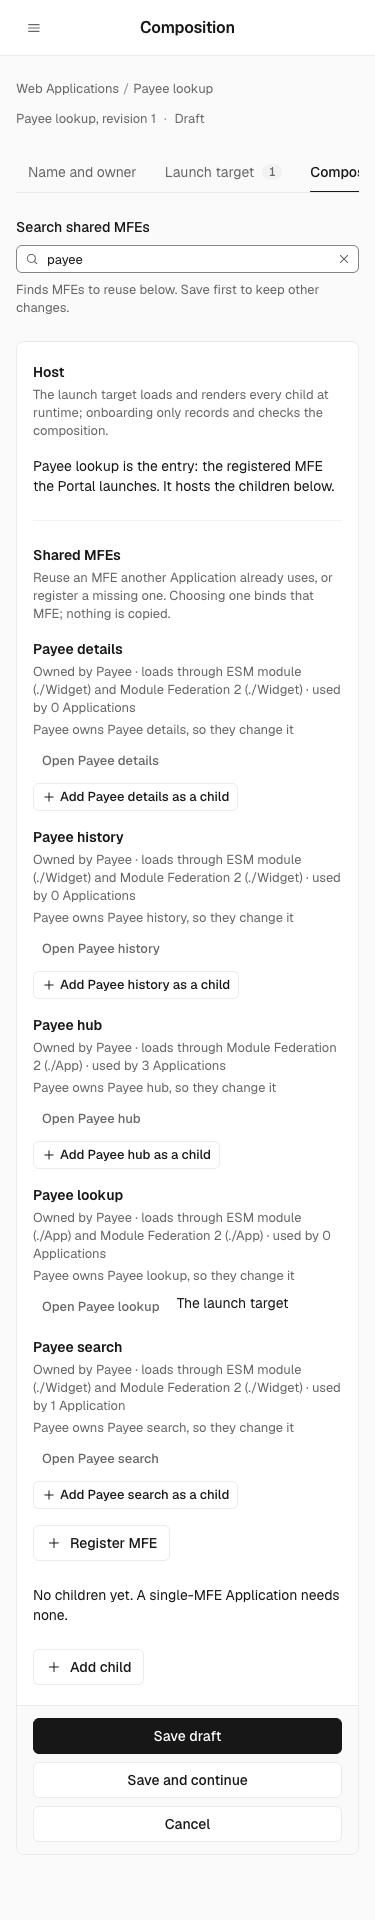 Composition
Web Applications / Payee lookup
Payee lookup, revision 1 · Draft
Name and owner Launch target 1 Compos
Search shared MFEs
payee
Finds MFEs to reuse below. Save first to keep other
changes.
Host
The launch target loads and renders every child at
runtime; onboarding only records and checks the
composition.
Payee lookup is the entry: the registered MFE
the Portal launches. It hosts the children below.
Shared MFEs
Reuse an MFE another Application already uses, or
register a missing one. Choosing one binds that
MFE; nothing is copied.
Payee details
Owned by Payee · loads through ESM module
(./Widget) and Module Federation 2 (./Widget) · used
by 0 Applications
Payee owns Payee details, so they change it
Open Payee details
Add Payee details as a child
Payee history
Owned by Payee · loads through ESM module
(./Widget) and Module Federation 2 (./Widget) · used
by 0 Applications
Payee owns Payee history, so they change it
Open Payee history
Add Payee history as a child
Payee hub
Owned by Payee · loads through Module Federation
2 (./App) · used by 3 Applications
Payee owns Payee hub, so they change it
Open Payee hub
Add Payee hub as a child
Payee lookup
Owned by Payee · loads through ESM module
(./App) and Module Federation 2 (./App) · used by 0
Applications
Payee owns Payee lookup, so they change it
Open Payee lookup The launch target
Payee search
Owned by Payee · loads through ESM module
(./Widget) and Module Federation 2 (./Widget) · used
by 1 Application
Payee owns Payee search, so they change it
Open Payee search
Add Payee search as a child
Register MFE
No children yet. A single-MFE Application needs
none.
Add child
Save draft
Save and continue
Cancel